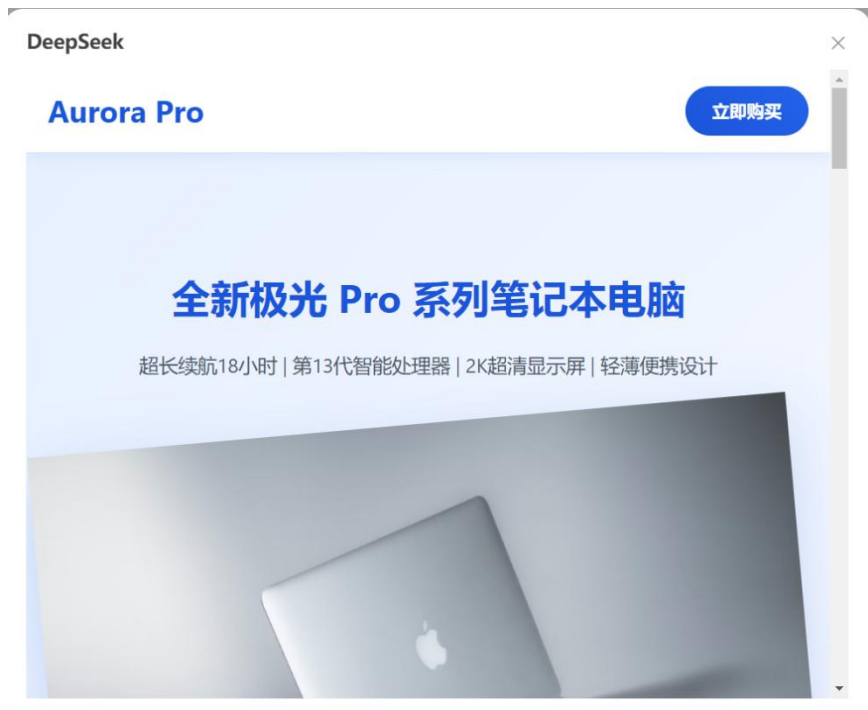 DeepSeek
Aurora Pro
立即购买
全新极光 Pro 系列笔记本电脑
超长续航18小时 | 第13代智能处理器 | 2K超清显示屏 | 轻薄便携设计